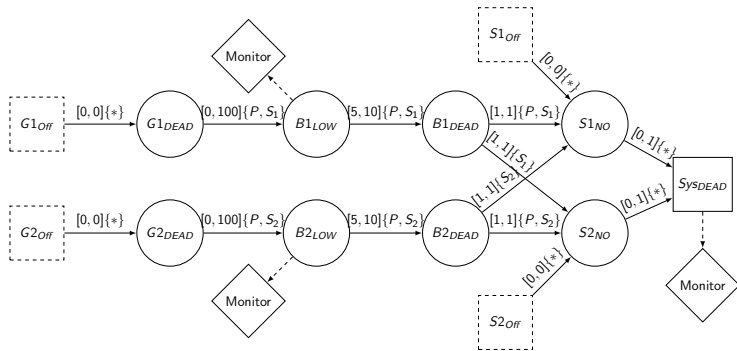 S1Off
Monitor
[0, 0]{∗}
G1Off
[0, 0]{∗}
G1DEAD
[0, 100]{P, S1}
B1LOW
[5, 10]{P, S1}
B1DEAD
[1, 1]{P, S1}
S1NO
[0, 1]{∗}
[1, 1]{S1}
[1, 1]{S2}
SysDEAD
[0, 1]{∗}
G2Off
[0, 0]{∗}
G2DEAD
[0, 100]{P, S2}
B2LOW
[5, 10]{P, S2}
B2DEAD
[1, 1]{P, S2}
S2NO
[0, 0]{∗}
Monitor
Monitor
S2Off